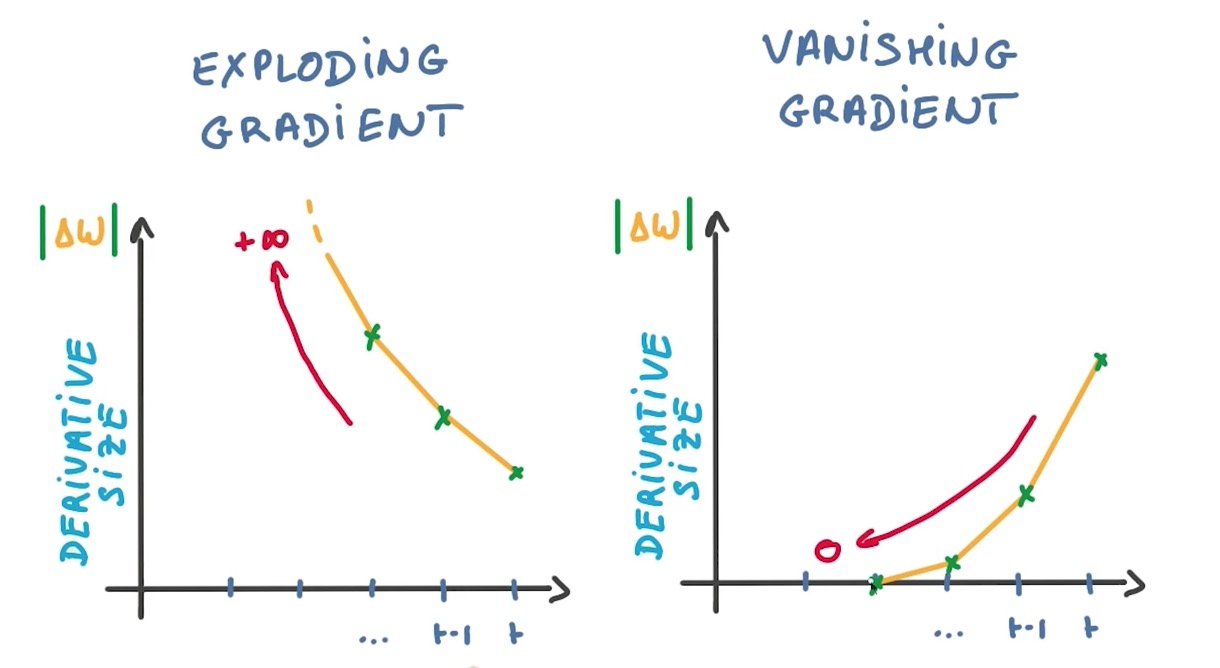 EXPLODING
GRADIENT
|ΔW|
+∞
DERIVATIVE
SIZE
... t-1 t
VANISHING
GRADIENT
|ΔW|
DERIVATIVE
SIZE
0
... t-1 t